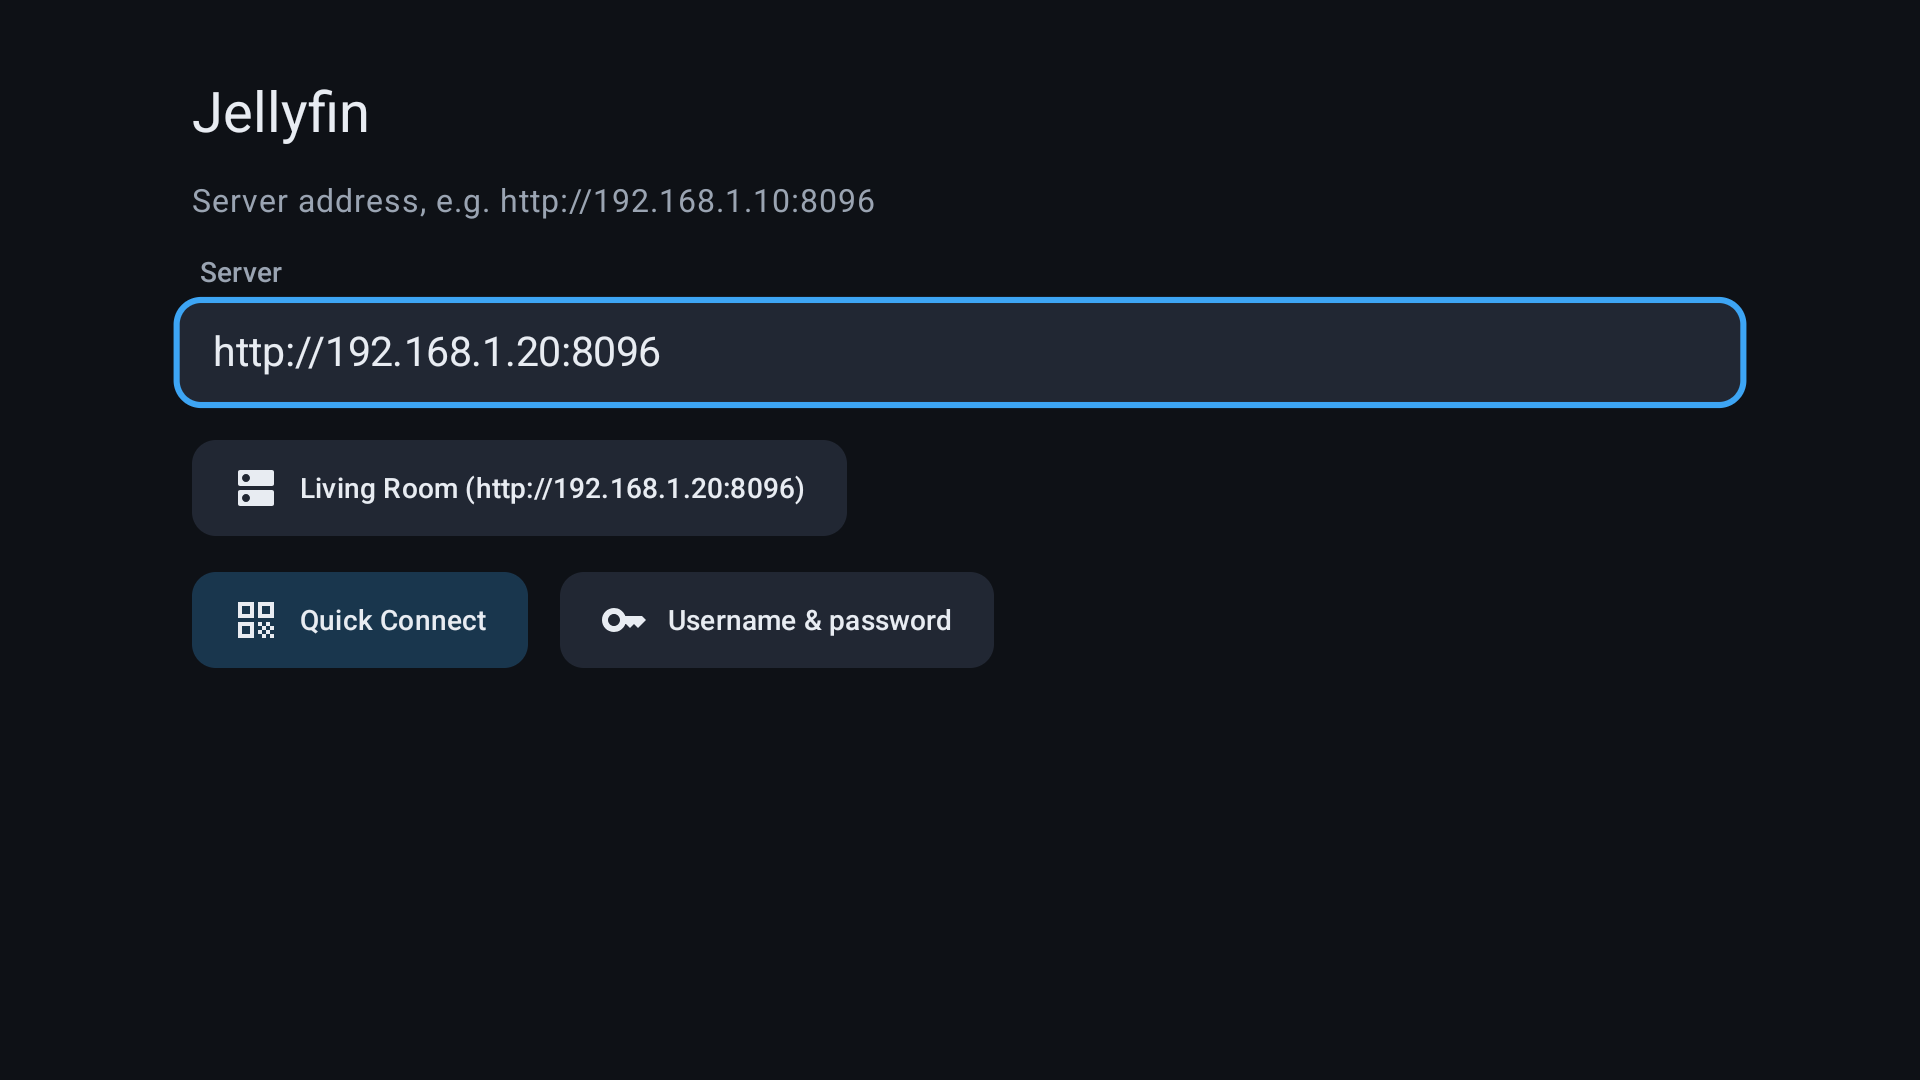 Jellyfin
Server address, e.g. http://192.168.1.10:8096
Server
http://192.168.1.20:8096
Living Room (http://192.168.1.20:8096)
Quick Connect
Username & password